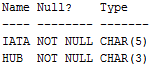 Name Null?    Type
---- -------- -------
IATA NOT NULL CHAR(5)
HUB  NOT NULL CHAR(3)